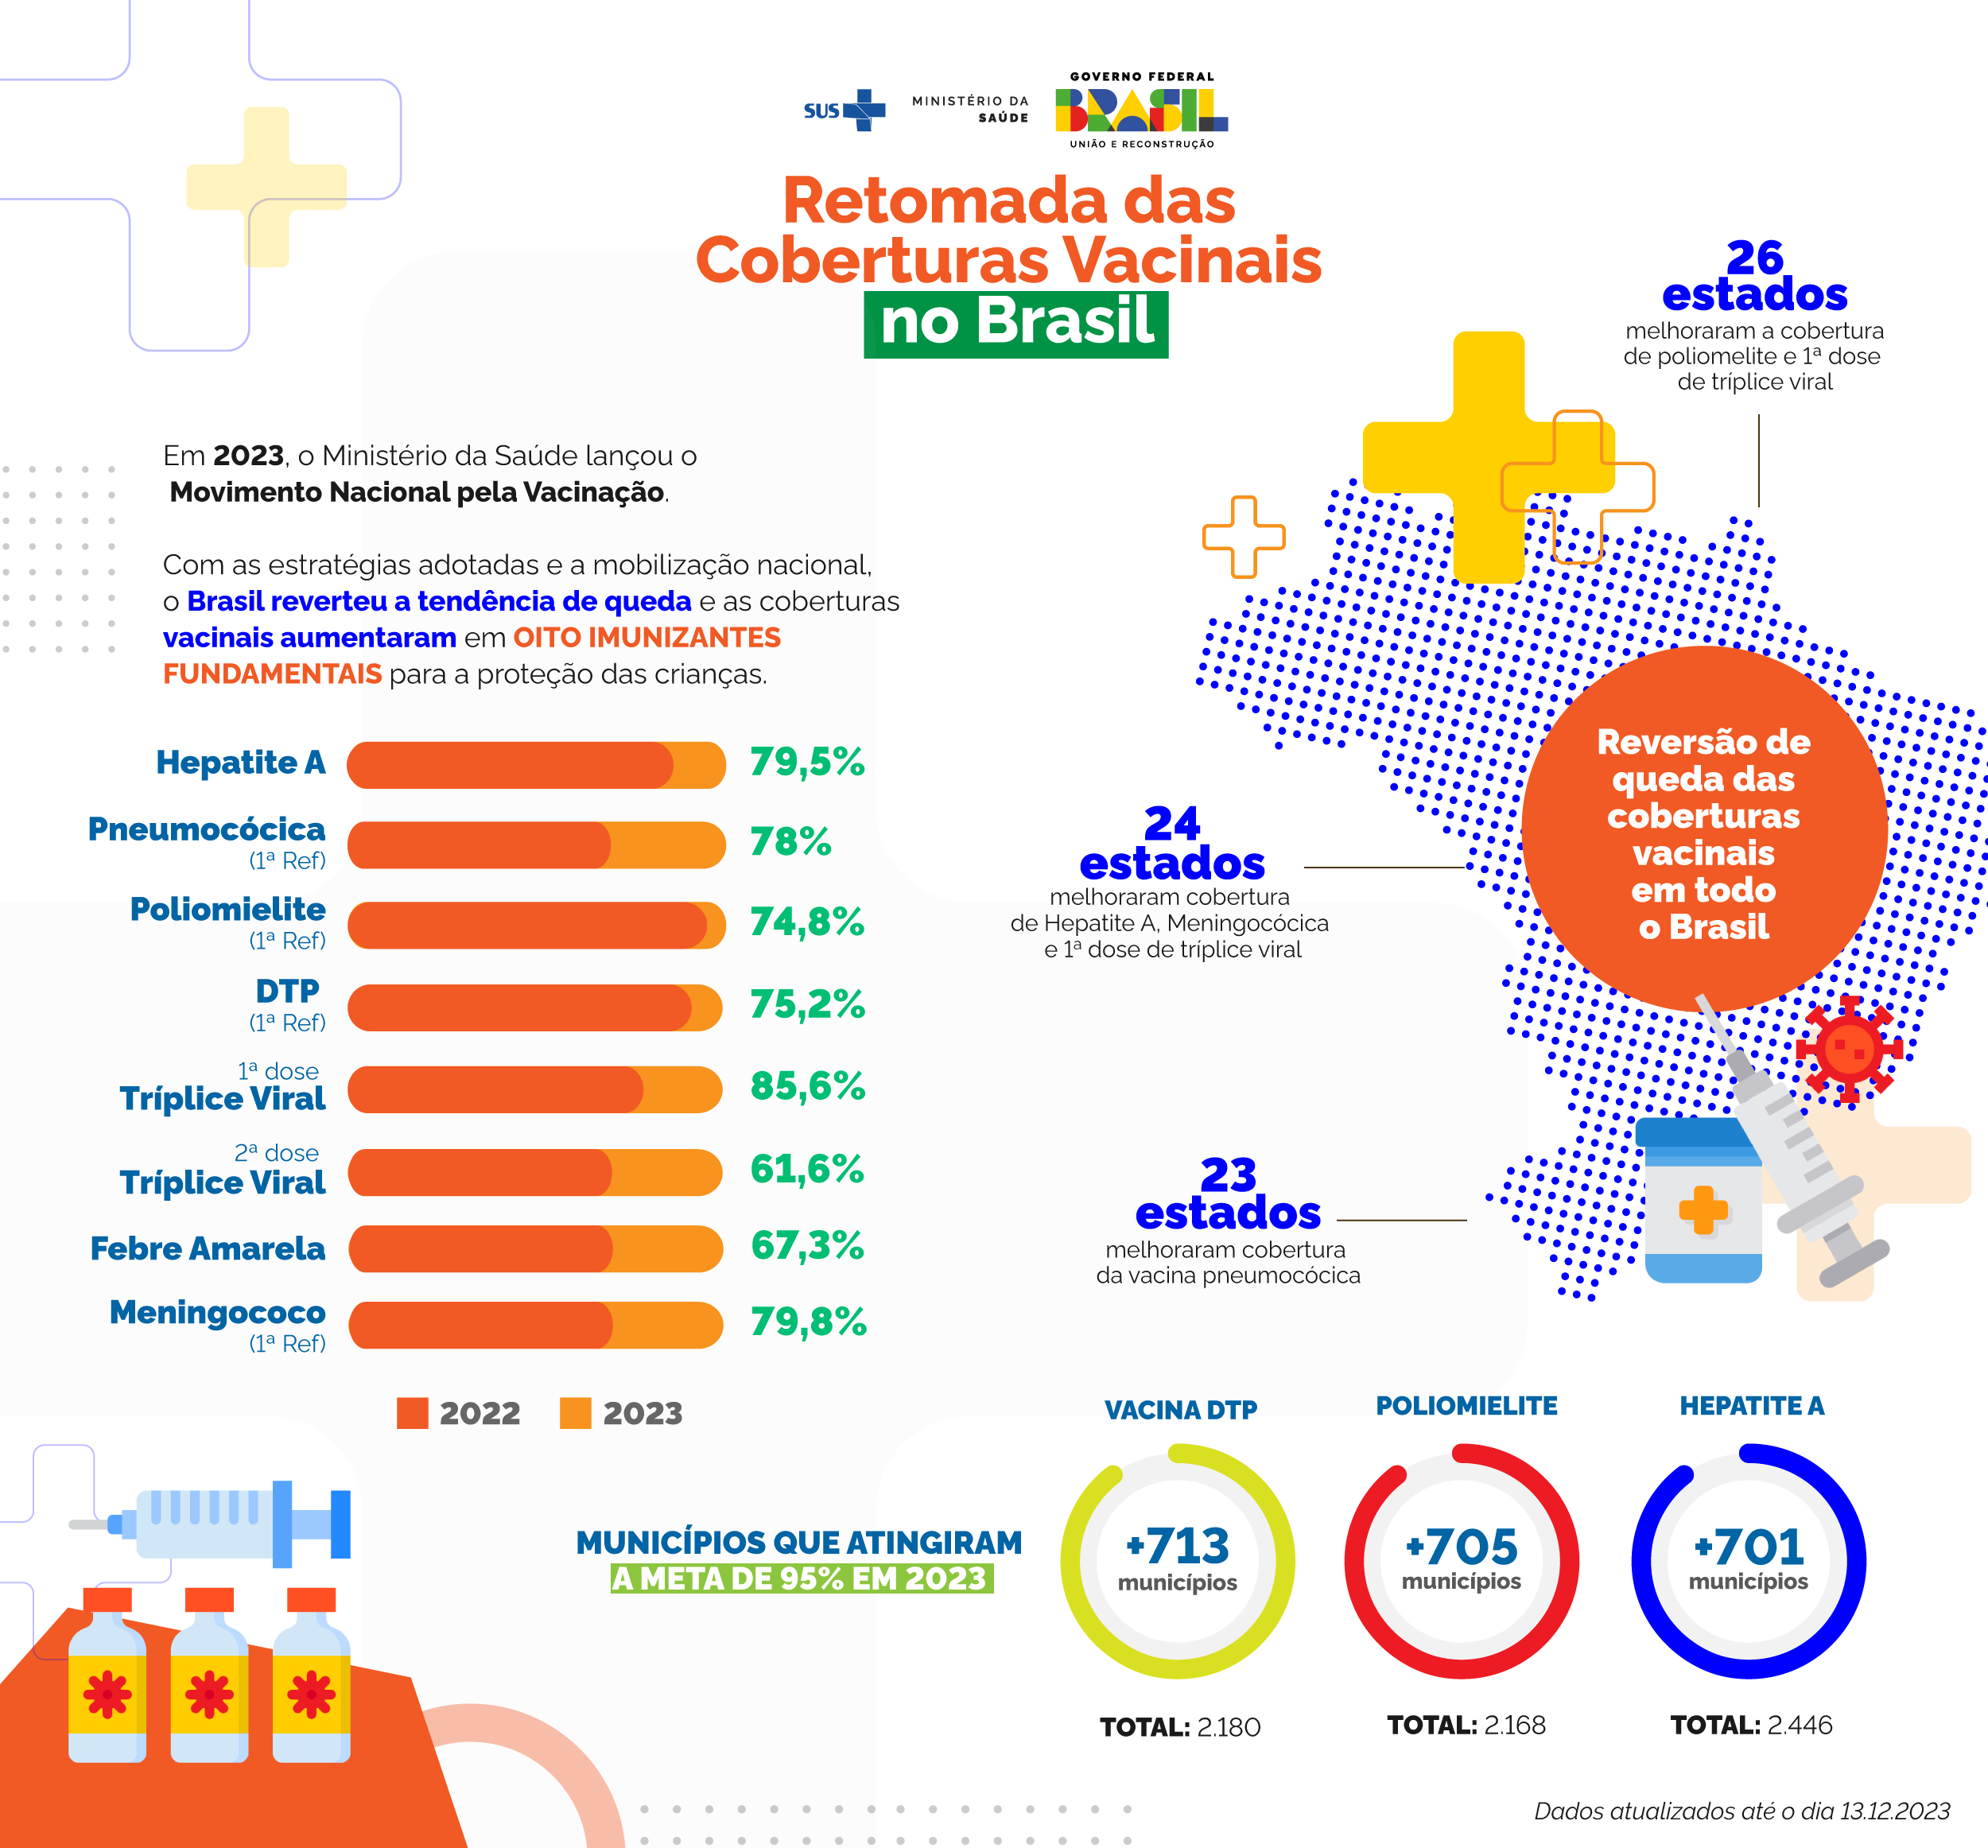 SUS
MINISTÉRIO DA
SAÚDE
GOVERNO FEDERAL
BRASIL
UNIÃO E RECONSTRUÇÃO
Retomada das
Coberturas Vacinais
no Brasil
Em 2023, o Ministério da Saúde lançou o
Movimento Nacional pela Vacinação.
Com as estratégias adotadas e a mobilização nacional,
o Brasil reverteu a tendência de queda e as coberturas
vacinais aumentaram em OITO IMUNIZANTES
FUNDAMENTAIS para a proteção das crianças.
Hepatite A
79,5%
Pneumocócica
(1ª Ref)
78%
Poliomielite
(1ª Ref)
74,8%
DTP
(1ª Ref)
75,2%
1ª dose
Tríplice Viral
85,6%
2ª dose
Tríplice Viral
61,6%
Febre Amarela
67,3%
Meningococo
(1ª Ref)
79,8%
2022
2023
26
estados
melhoraram a cobertura
de poliomelite e 1ª dose
de tríplice viral
Reversão de
queda das
coberturas
vacinais
em todo
o Brasil
24
estados
melhoraram cobertura
de Hepatite A, Meningocócica
e 1ª dose de tríplice viral
23
estados
melhoraram cobertura
da vacina pneumocócica
MUNICÍPIOS QUE ATINGIRAM
A META DE 95% EM 2023
VACINA DTP
+713
municípios
TOTAL: 2.180
POLIOMIELITE
+705
municípios
TOTAL: 2.168
HEPATITE A
+701
municípios
TOTAL: 2.446
Dados atualizados até o dia 13.12.2023